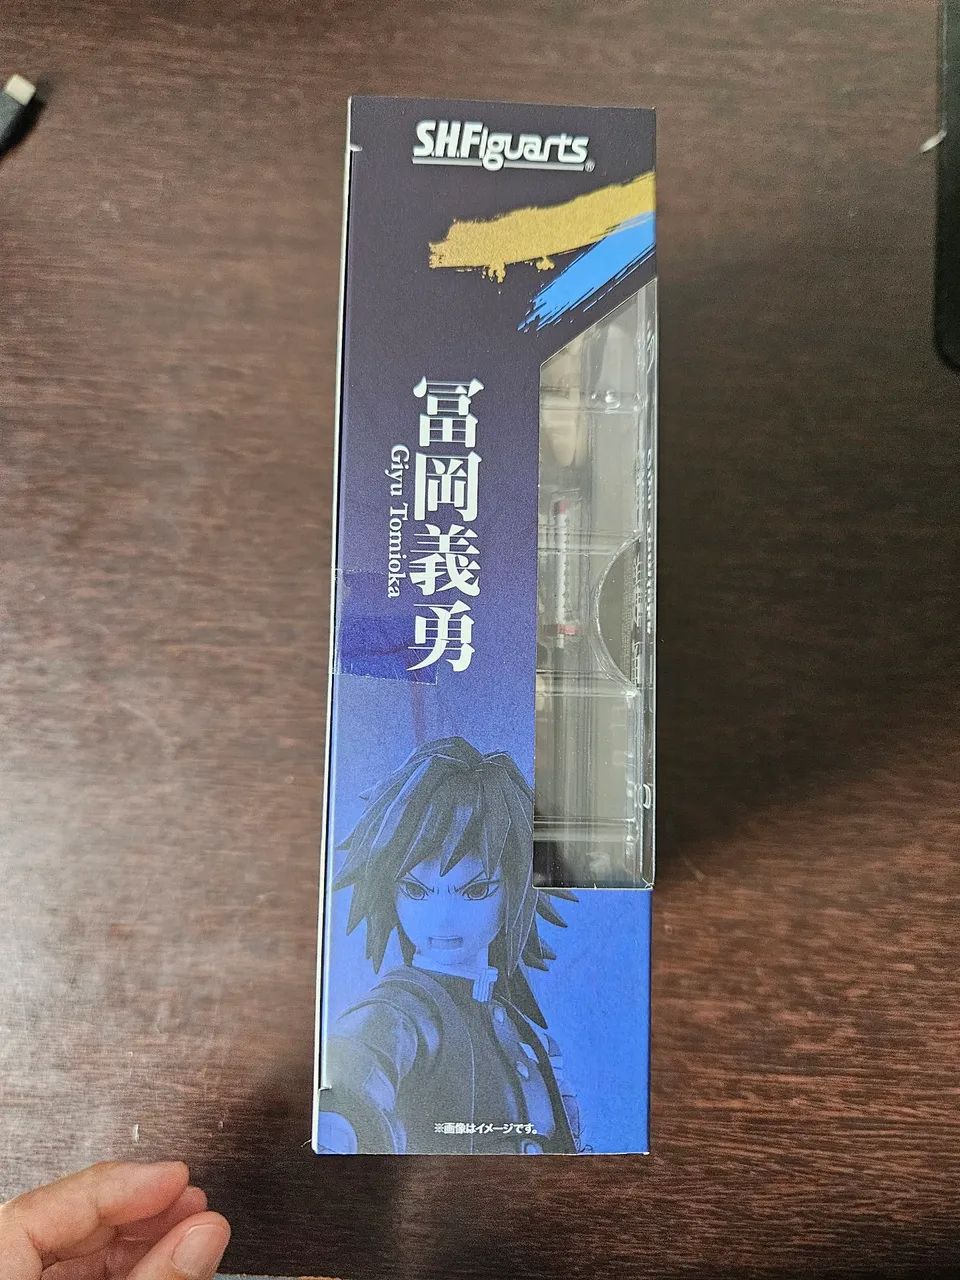 S.H.Figuarts®
冨岡義勇
Giyu Tomioka
※画像はイメージです。